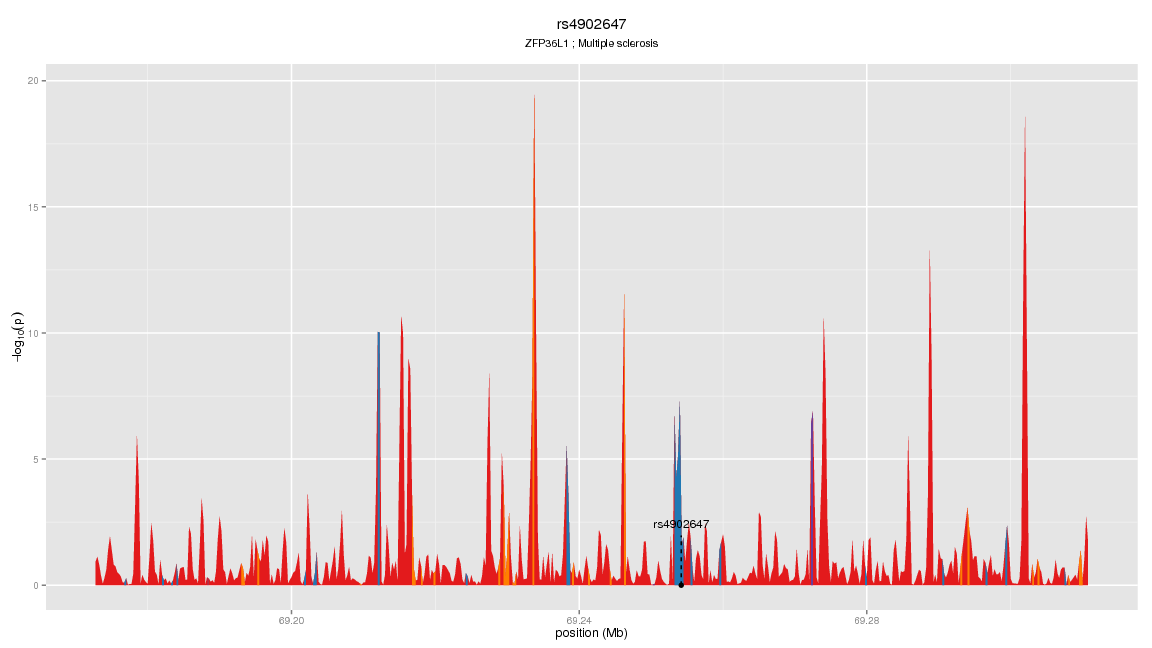 rs4902647
ZFP36L1 ; Multiple sclerosis
20
15
10
5
0
−log10(p)
rs4902647
69.20
69.24
69.28
position (Mb)